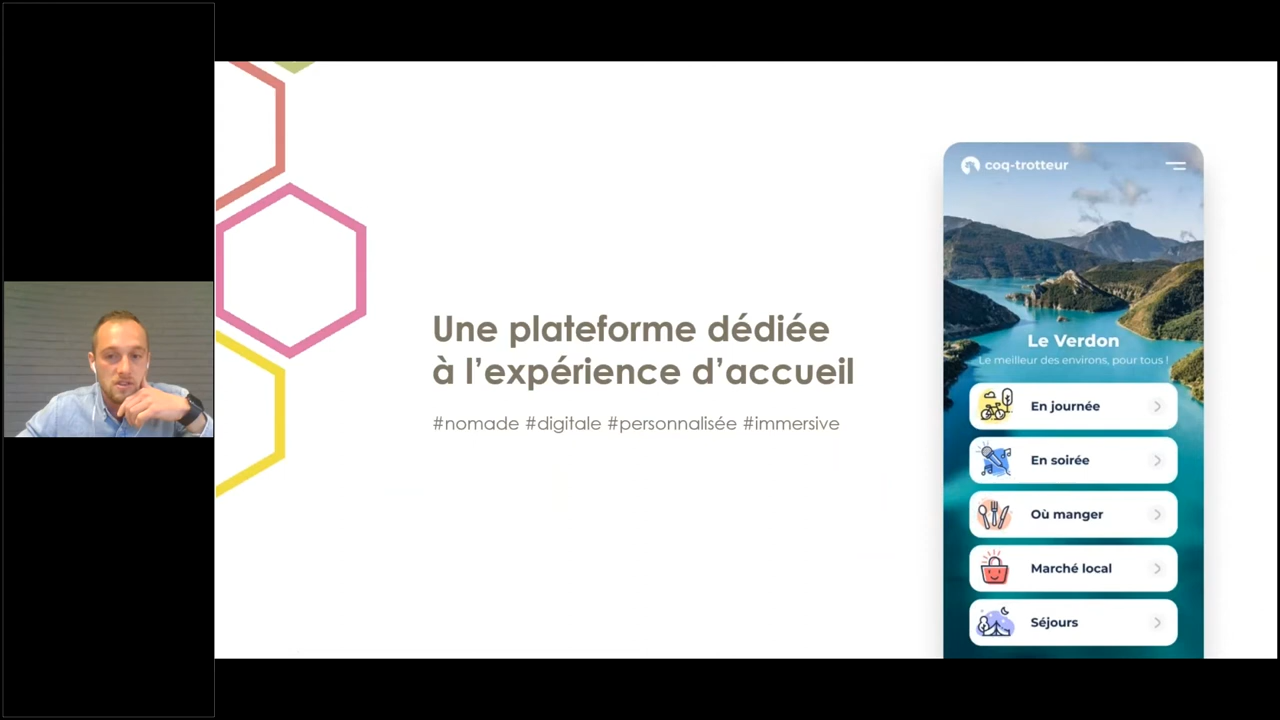 Une plateforme dédiée
à l'expérience d'accueil
#nomade #digitale #personnalisée #immersive
coq-trotteur
Le Verdon
Le meilleur des environs, pour tous !
En journée
En soirée
Où manger
Marché local
Séjours